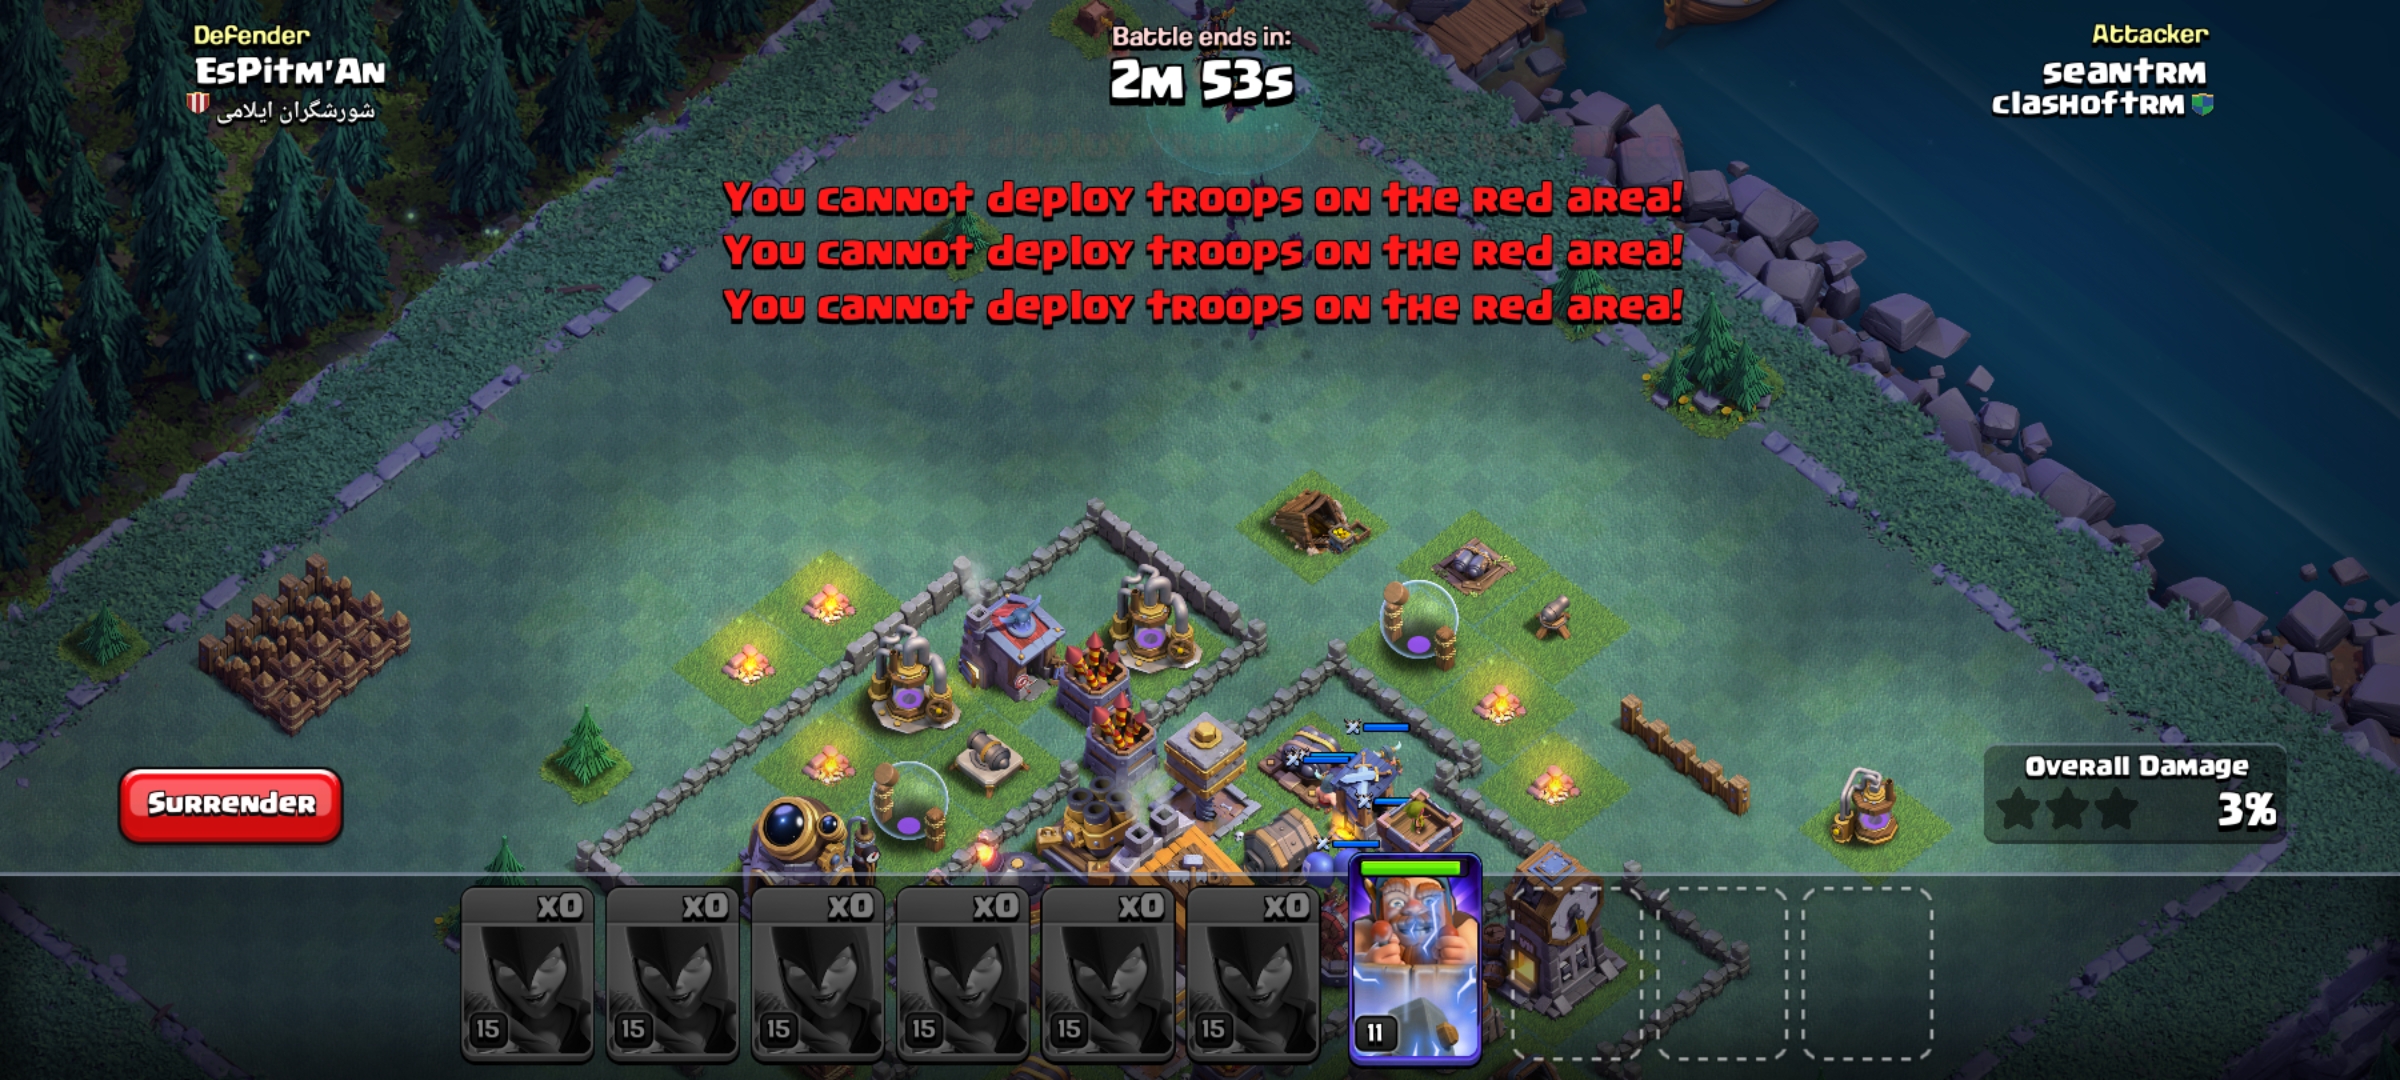 Defender
EsPitm'An
شورشگران ایلامی
Battle ends in:
2M 53s
Attacker
seantrm
clashoftrm
You cannot deploy troops on the red area!
You cannot deploy troops on the red area!
You cannot deploy troops on the red area!
Surrender
Overall Damage
3%
x0 x0 x0 x0 x0 x0
15 15 15 15 15 15 11